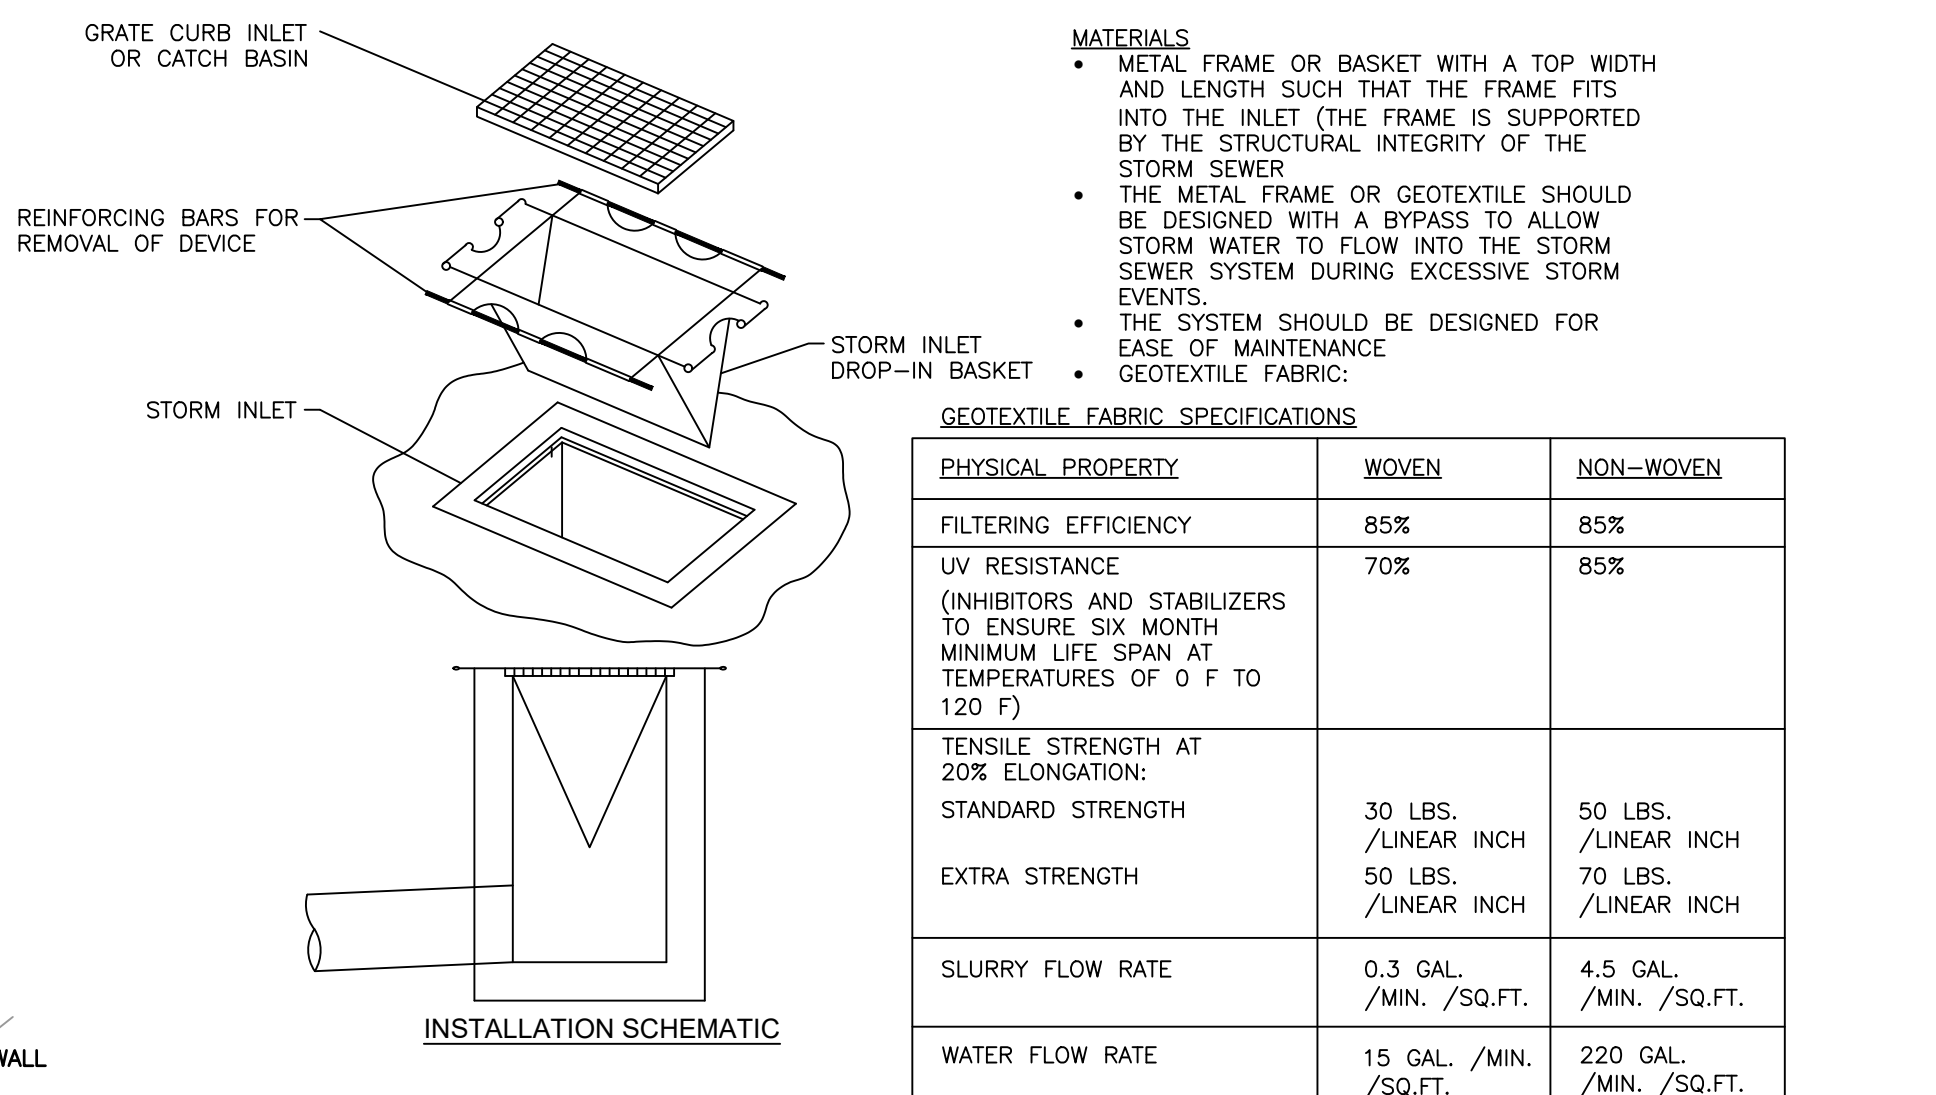 GRATE CURB INLET
OR CATCH BASIN
REINFORCING BARS FOR
REMOVAL OF DEVICE
STORM INLET
DROP-IN BASKET
STORM INLET
INSTALLATION SCHEMATIC
WALL
MATERIALS
• METAL FRAME OR BASKET WITH A TOP WIDTH
AND LENGTH SUCH THAT THE FRAME FITS
INTO THE INLET (THE FRAME IS SUPPORTED
BY THE STRUCTURAL INTEGRITY OF THE
STORM SEWER
• THE METAL FRAME OR GEOTEXTILE SHOULD
BE DESIGNED WITH A BYPASS TO ALLOW
STORM WATER TO FLOW INTO THE STORM
SEWER SYSTEM DURING EXCESSIVE STORM
EVENTS.
• THE SYSTEM SHOULD BE DESIGNED FOR
EASE OF MAINTENANCE
• GEOTEXTILE FABRIC:
GEOTEXTILE FABRIC SPECIFICATIONS
PHYSICAL PROPERTY WOVEN NON-WOVEN
FILTERING EFFICIENCY 85% 85%
UV RESISTANCE 70% 85%
(INHIBITORS AND STABILIZERS
TO ENSURE SIX MONTH
MINIMUM LIFE SPAN AT
TEMPERATURES OF 0 F TO
120 F)
TENSILE STRENGTH AT
20% ELONGATION:
STANDARD STRENGTH 30 LBS. 50 LBS.
/LINEAR INCH /LINEAR INCH
EXTRA STRENGTH 50 LBS. 70 LBS.
/LINEAR INCH /LINEAR INCH
SLURRY FLOW RATE 0.3 GAL. 4.5 GAL.
/MIN. /SQ.FT. /MIN. /SQ.FT.
WATER FLOW RATE 15 GAL. /MIN. 220 GAL.
/SQ.FT. /MIN. /SQ.FT.